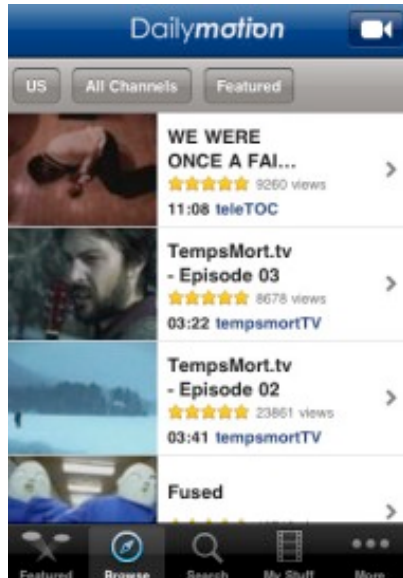 Dailymotion
US All Channels Featured
WE WERE
ONCE A FAI...
9260 views
11:08 teleTOC
TempsMort.tv
- Episode 03
8678 views
03:22 tempsmortTV
TempsMort.tv
- Episode 02
23861 views
03:41 tempsmortTV
Fused
Featured Browse Search My Stuff More